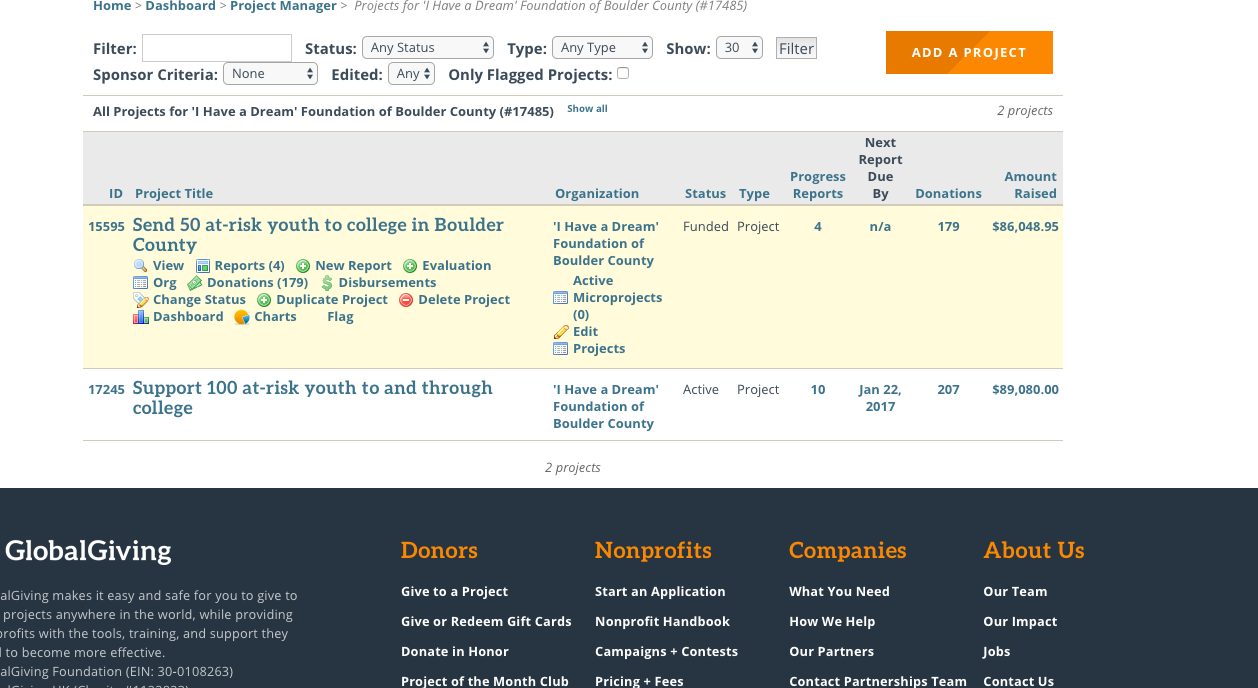 Home > Dashboard > Project Manager > Projects for 'I Have a Dream' Foundation of Boulder County (#17485)
Filter: Status: Any Status Type: Any Type Show: 30 Filter
ADD A PROJECT
Sponsor Criteria: None Edited: Any Only Flagged Projects:
All Projects for 'I Have a Dream' Foundation of Boulder County (#17485) Show all 2 projects
ID Project Title Organization Status Type Progress Reports Next Report Due By Donations Amount Raised
15595 Send 50 at-risk youth to college in Boulder
County
'I Have a Dream'
Foundation of
Boulder County
Funded Project 4 n/a 179 $86,048.95
View Reports (4) New Report Evaluation
Org Donations (179) Disbursements
Change Status Duplicate Project Delete Project
Dashboard Charts Flag
Active
Microprojects
(0)
Edit
Projects
17245 Support 100 at-risk youth to and through
college
'I Have a Dream'
Foundation of
Boulder County
Active Project 10 Jan 22,
2017
207 $89,080.00
2 projects
GlobalGiving
alGiving makes it easy and safe for you to give to
projects anywhere in the world, while providing
rofits with the tools, training, and support they
to become more effective.
alGiving Foundation (EIN: 30-0108263)
Donors
Give to a Project
Give or Redeem Gift Cards
Donate in Honor
Project of the Month Club
Nonprofits
Start an Application
Nonprofit Handbook
Campaigns + Contests
Pricing + Fees
Companies
What You Need
How We Help
Our Partners
Contact Partnerships Team
About Us
Our Team
Our Impact
Jobs
Contact Us